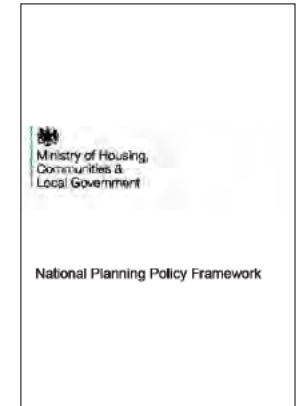 Ministry of Housing,
Communities &
Local Government
National Planning Policy Framework